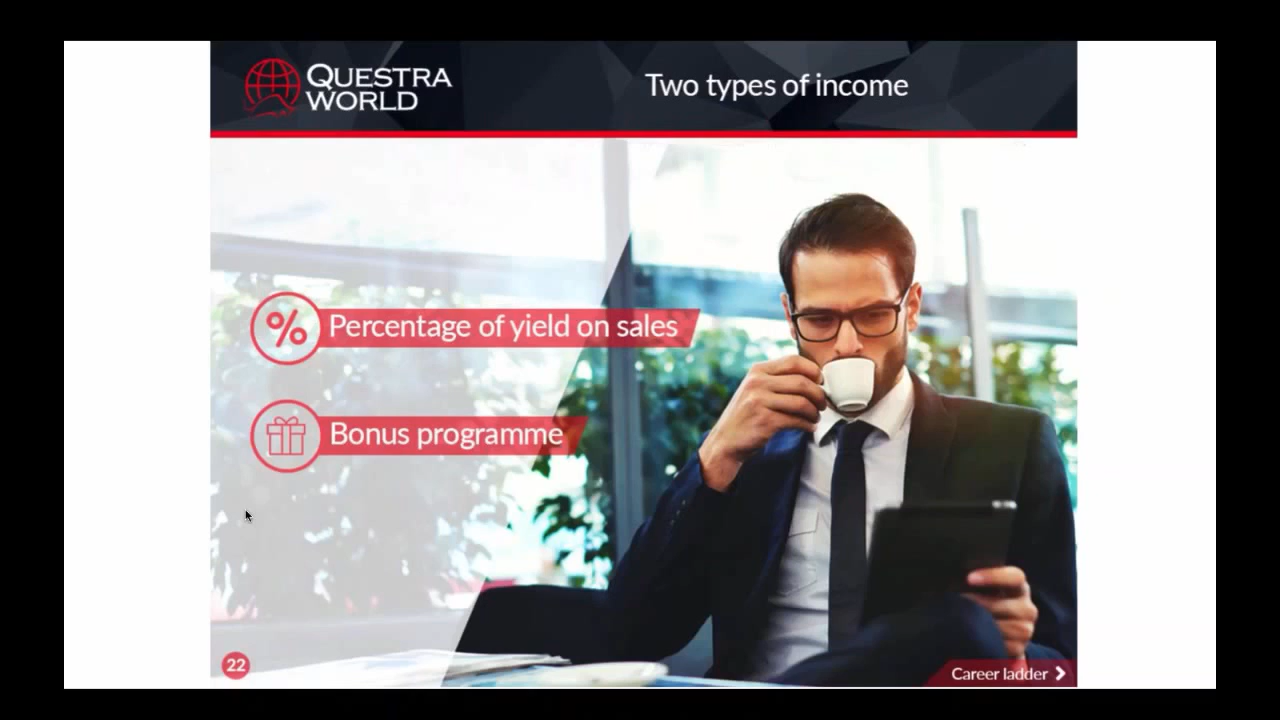 QUESTRA
WORLD
Two types of income
% Percentage of yield on sales
Bonus programme
22
Career ladder